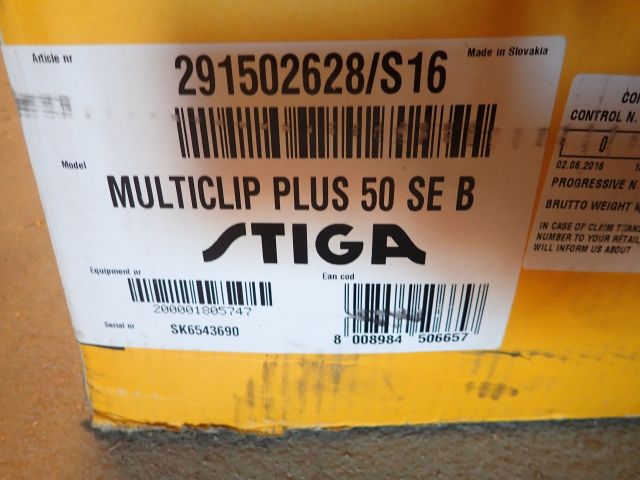 Article nr
Made in Slovakia
291502628/S16
Model
MULTICLIP PLUS 50 SE B
STIGA
Equipment nr
200001805747
Serial nr
SK6543690
Ean cod
8 008984 506657
CONTROL N.
0
02.06.2016
PROGRESSIVE N.
BRUTTO WEIGHT
IN CASE OF CLAIM
NUMBER TO YOUR
WILL INFORM US ABOUT